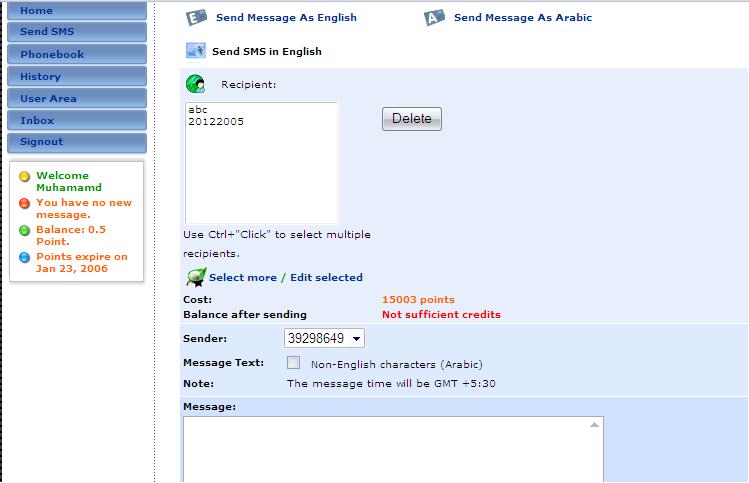 Home
Send SMS
Phonebook
History
User Area
Inbox
Signout
Welcome
Muhamamd
You have no new
message.
Balance: 0.5
Point.
Points expire on
Jan 23, 2006
Send Message As English
Send Message As Arabic
Send SMS in English
Recipient:
abc
20122005
Delete
Use Ctrl+"Click" to select multiple
recipients.
Select more / Edit selected
Cost: 15003 points
Balance after sending Not sufficient credits
Sender: 39298649
Message Text: Non-English characters (Arabic)
Note: The message time will be GMT +5:30
Message: